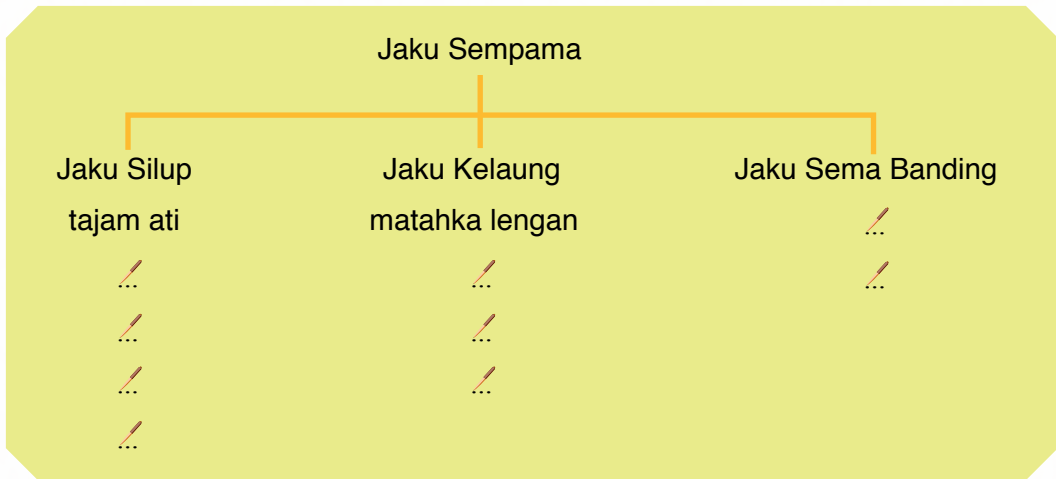 Jaku Sempama
Jaku Silup
tajam ati
...
...
...
...
Jaku Kelaung
matahka lengan
...
...
...
Jaku Sema Banding
...
...